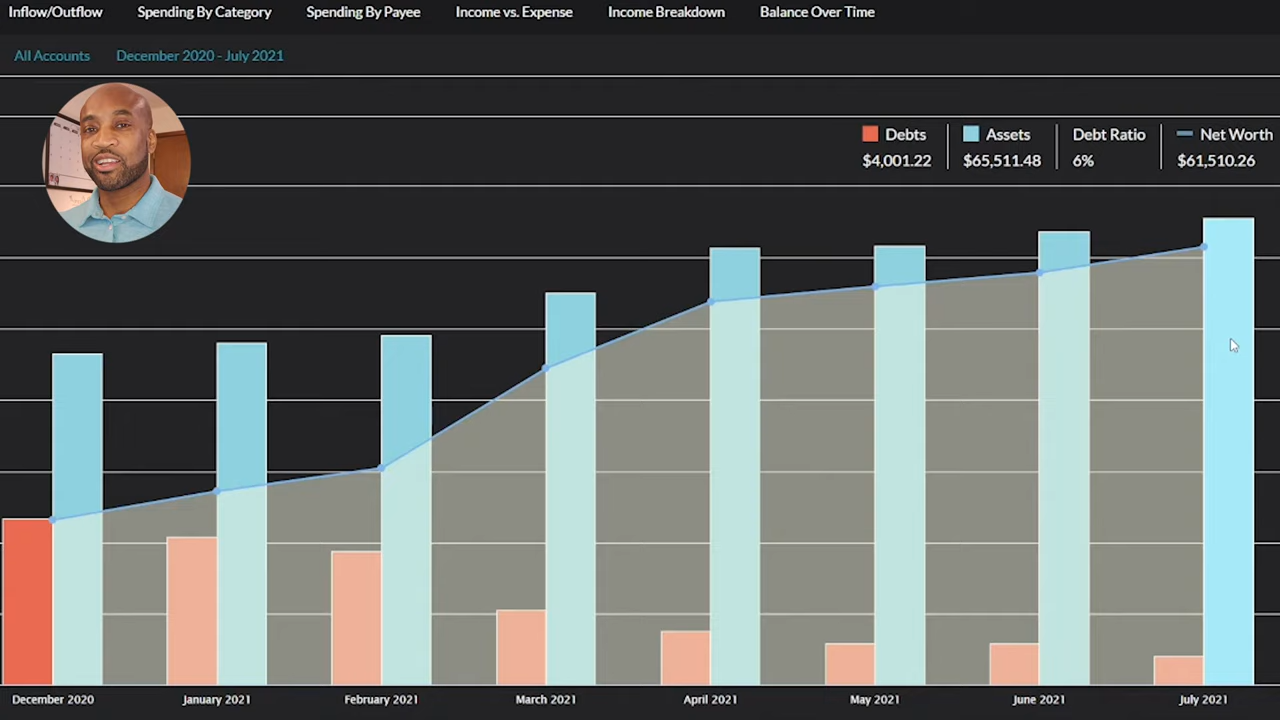 Inflow/Outflow Spending By Category Spending By Payee Income vs. Expense Income Breakdown Balance Over Time
All Accounts December 2020 - July 2021
Debts Assets Debt Ratio Net Worth
$4,001.22 $65,511.48 6% $61,510.26
December 2020 January 2021 February 2021 March 2021 April 2021 May 2021 June 2021 July 2021